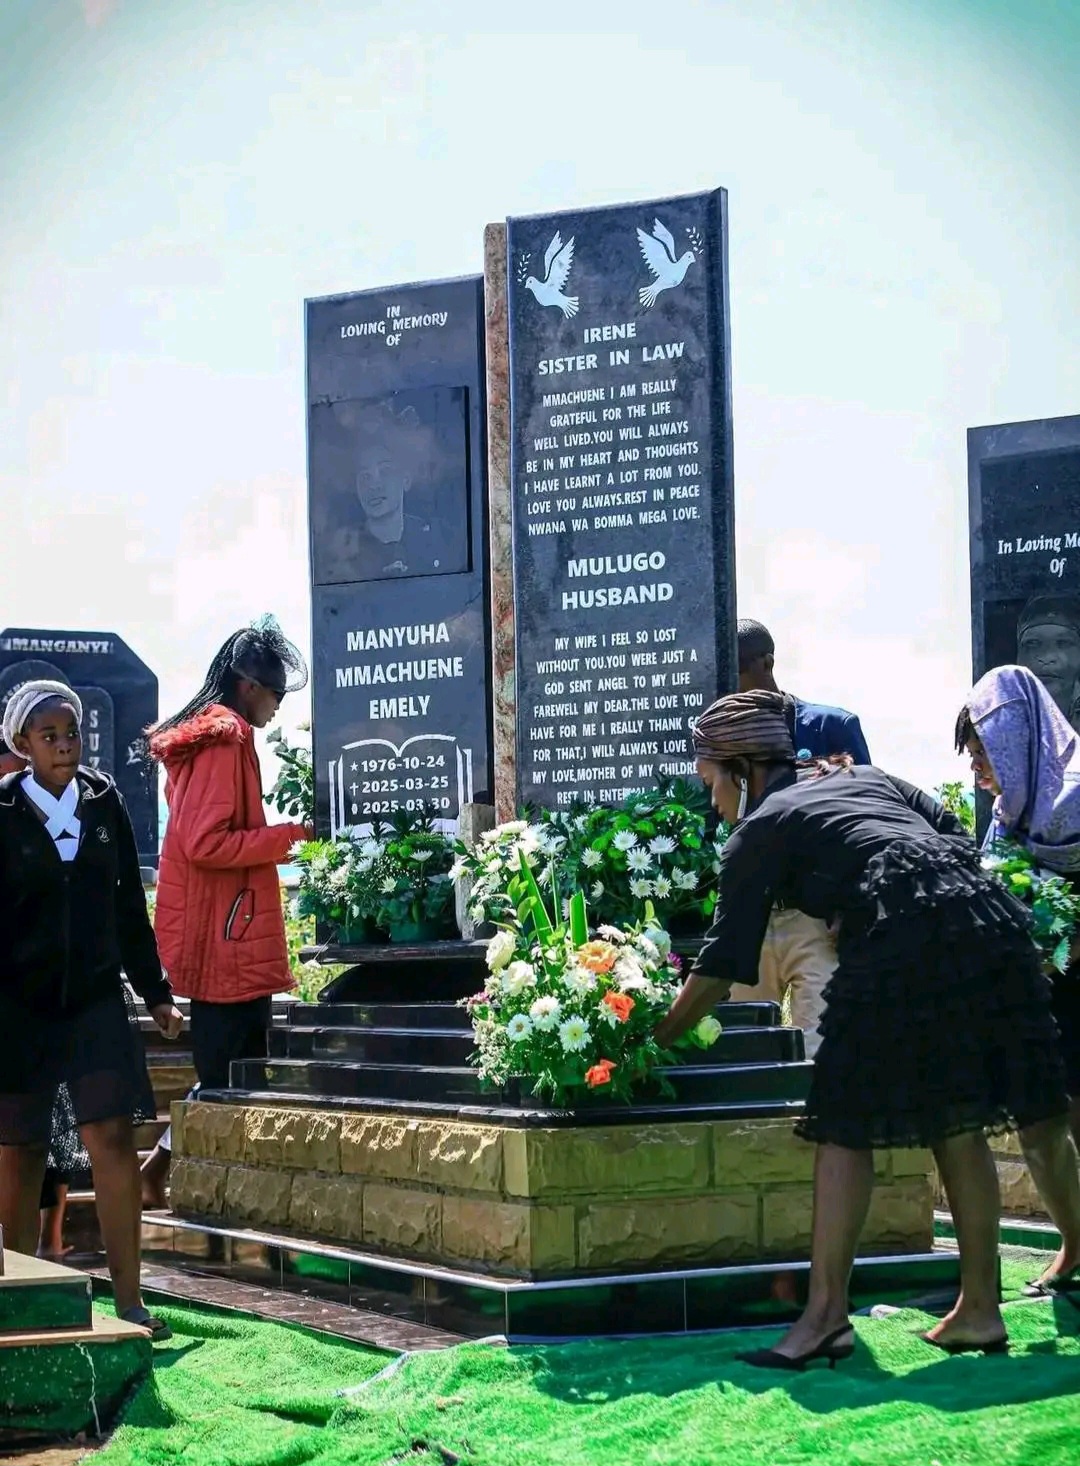 IN
LOVING MEMORY
OF
MANYUHA
MMACHUENE
EMELY
1976-10-24
2025-03-25
2025-03-30
IRENE
SISTER IN LAW
MMACHUENE I AM REALLY
GRATEFUL FOR THE LIFE
WELL LIVED.YOU WILL ALWAYS
BE IN MY HEART AND THOUGHTS
I HAVE LEARNT A LOT FROM YOU.
LOVE YOU ALWAYS.REST IN PEACE
NWANA WA BOMMA MEGA LOVE.
MULUGO
HUSBAND
MY WIFE I FEEL SO LOST
WITHOUT YOU.YOU WERE JUST A
GOD SENT ANGEL TO MY LIFE
FAREWELL MY DEAR.THE LOVE YOU
HAVE FOR ME I REALLY THANK
FOR THAT,I WILL ALWAYS LOVE
MY LOVE,MOTHER OF MY
REST IN
MANGANYI
In Loving
Of